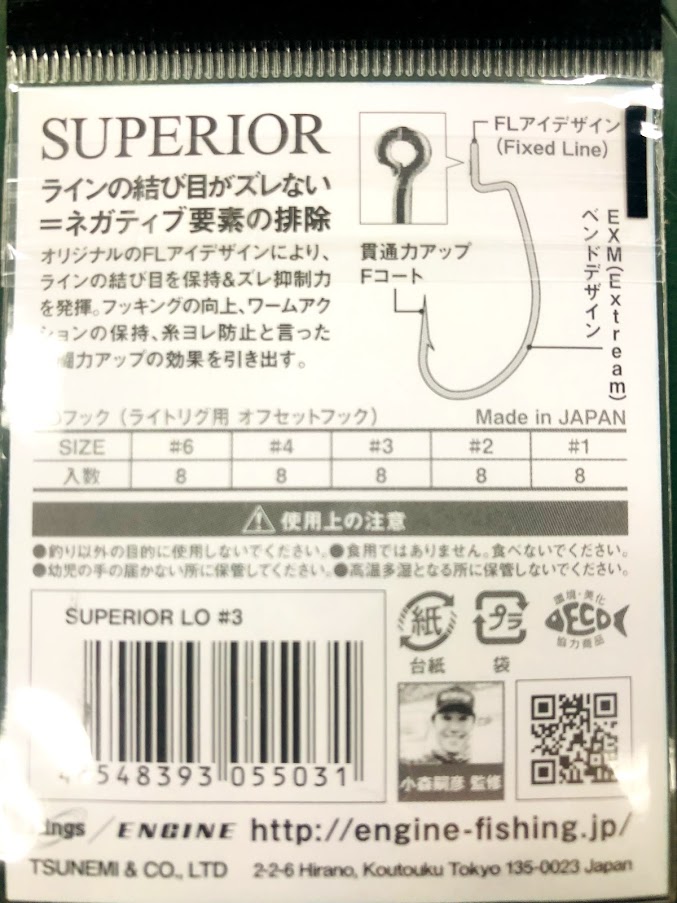 SUPERIOR
ラインの結び目がズレない
=ネガティブ要素の排除
オリジナルのFLアイデザインにより、
ラインの結び目を保持&ズレ抑制力
を発揮。フッキングの向上、ワームアク
ションの保持、糸ヨレ防止と言った
力アップの効果を引き出す。
FLアイデザイン
(Fixed Line)
貫通力アップ
Fコート
EXM(Extream)
ベンドデザイン
フック(ライトリグ用 オフセットフック)
Made in JAPAN
SIZE #6 #4 #3 #2 #1
入数 8 8 8 8 8
使用上の注意
●釣り以外の目的に使用しないでください。●食用ではありません。食べないでください。
●幼児の手の届かない所に保管してください。●高温多湿となる所に保管しないでください。
SUPERIOR LO #3
548393 055031
紙
台紙
プラ
袋
環境・美化
ECO
協力商品
小森嗣彦 監修
ENGINE http://engine-fishing.jp/
TSUNEMI & CO., LTD 2-2-6 Hirano, Koutouku Tokyo 135-0023 Japan